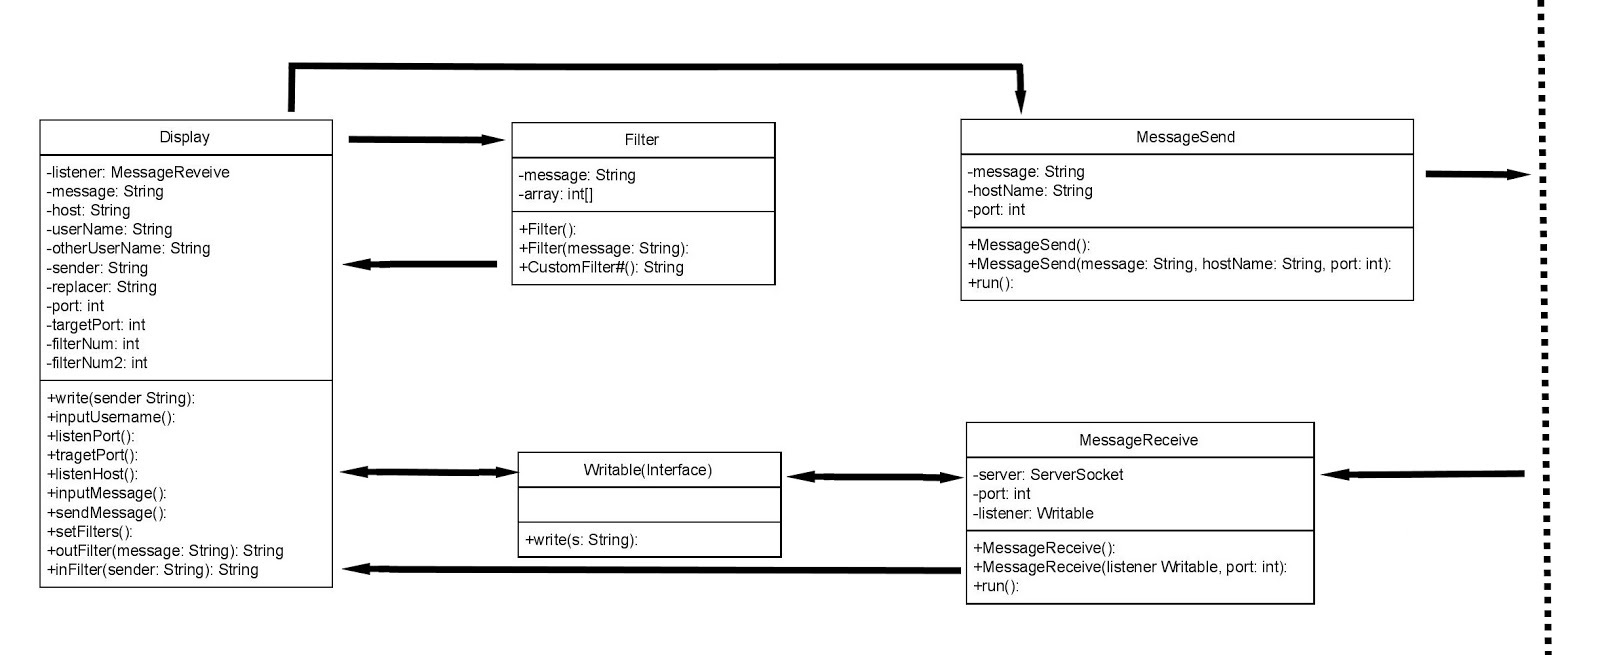 Display
-listener: MessageReveive
-message: String
-host: String
-userName: String
-otherUserName: String
-sender: String
-replacer: String
-port: int
-targetPort: int
-filterNum: int
-filterNum2: int
+write(sender String):
+inputUsername():
+listenPort():
+tragetPort():
+listenHost():
+inputMessage():
+sendMessage():
+setFilters():
+outFilter(message: String): String
+inFilter(sender: String): String
Filter
-message: String
-array: int[]
+Filter():
+Filter(message: String):
+CustomFilter#(): String
MessageSend
-message: String
-hostName: String
-port: int
+MessageSend():
+MessageSend(message: String, hostName: String, port: int):
+run():
Writable(Interface)
+write(s: String):
MessageReceive
-server: ServerSocket
-port: int
-listener: Writable
+MessageReceive():
+MessageReceive(listener Writable, port: int):
+run():